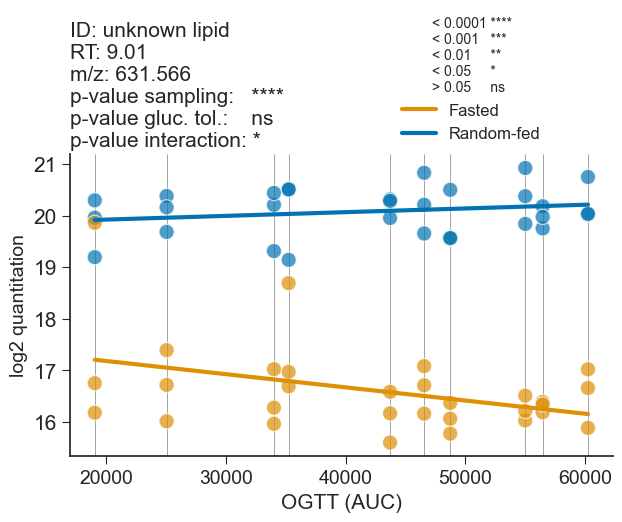 ID: unknown lipid
RT: 9.01
m/z: 631.566
p-value sampling: ****
p-value gluc. tol.: ns
p-value interaction: *
< 0.0001 ****
< 0.001 ***
< 0.01 **
< 0.05 *
> 0.05 ns
Fasted
Random-fed
21
20
19
18
17
16
log2 quantitation
20000 30000 40000 50000 60000
OGTT (AUC)